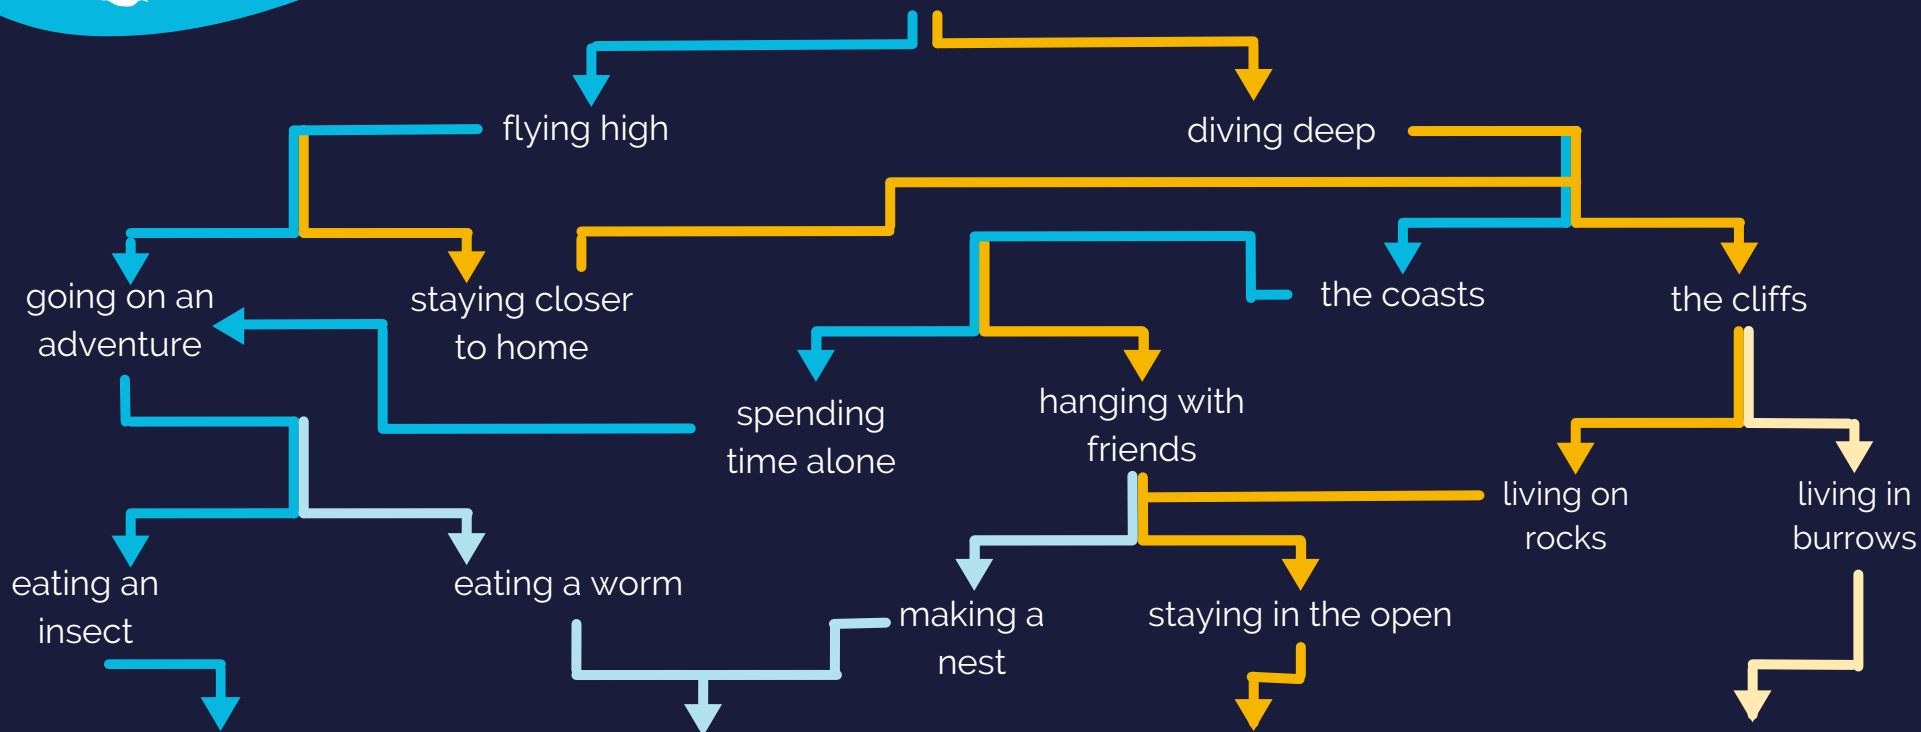 flying high
diving deep
going on an
adventure
staying closer
to home
the coasts
the cliffs
spending
time alone
hanging with
friends
living on
rocks
living in
burrows
eating an
insect
eating a worm
making a
nest
staying in the open